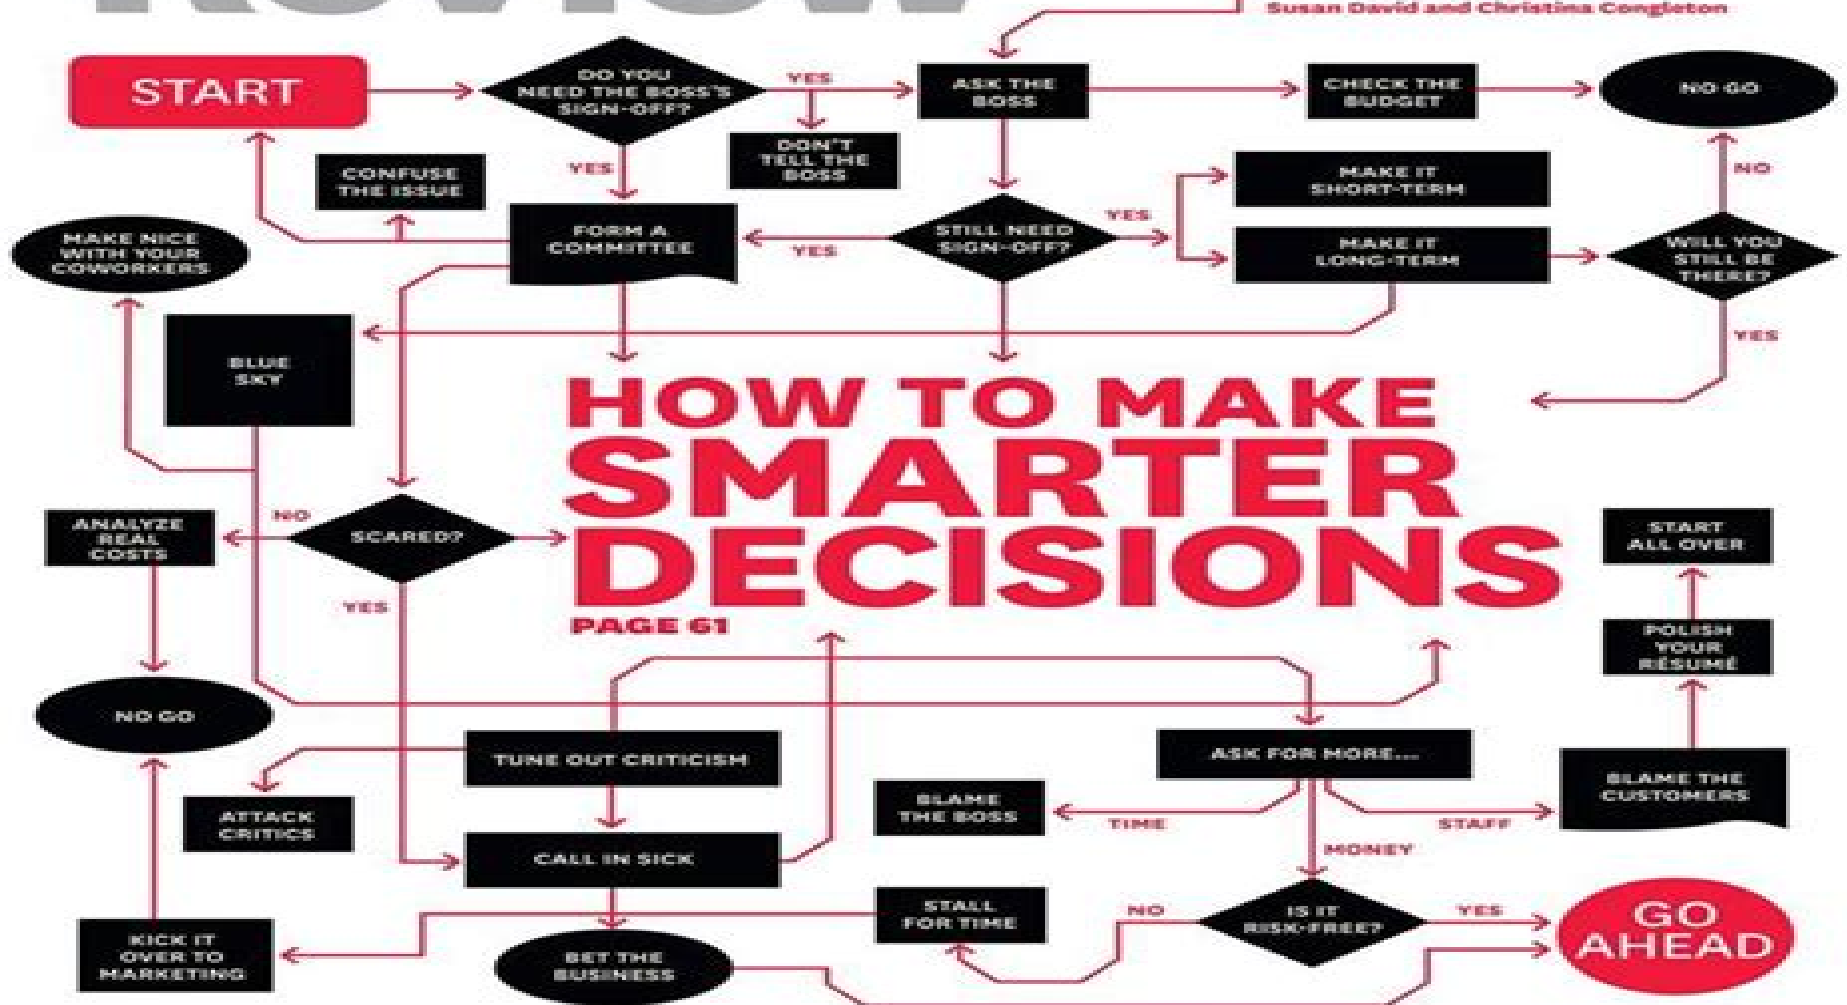 Review
Susan David and Christina Congleton
START
DO YOU
NEED THE BOSS'S
SIGN-OFF?
YES
ASK THE
BOSS
CHECK THE
BUDGET
NO GO
DON'T
TELL THE
BOSS
YES
CONFUSE
THE ISSUE
MAKE IT
SHORT-TERM
NO
FORM A
COMMITTEE
YES
STILL NEED
SIGN-OFF?
YES
MAKE IT
LONG-TERM
WILL YOU
STILL BE
THERE?
MAKE NICE
WITH YOUR
COWORKERS
YES
BLUE
SKY
HOW TO MAKE
SMARTER
DECISIONS
PAGE 61
ANALYZE
REAL
COSTS
NO
SCARED?
YES
START
ALL OVER
POLISH
YOUR
RÉSUMÉ
NO GO
TUNE OUT CRITICISM
ASK FOR MORE...
BLAME THE
CUSTOMERS
ATTACK
CRITICS
BLAME
THE BOSS
TIME
STAFF
MONEY
CALL IN SICK
STALL
FOR TIME
NO
IS IT
RISK-FREE?
YES
GO
AHEAD
KICK IT
OVER TO
MARKETING
BET THE
BUSINESS